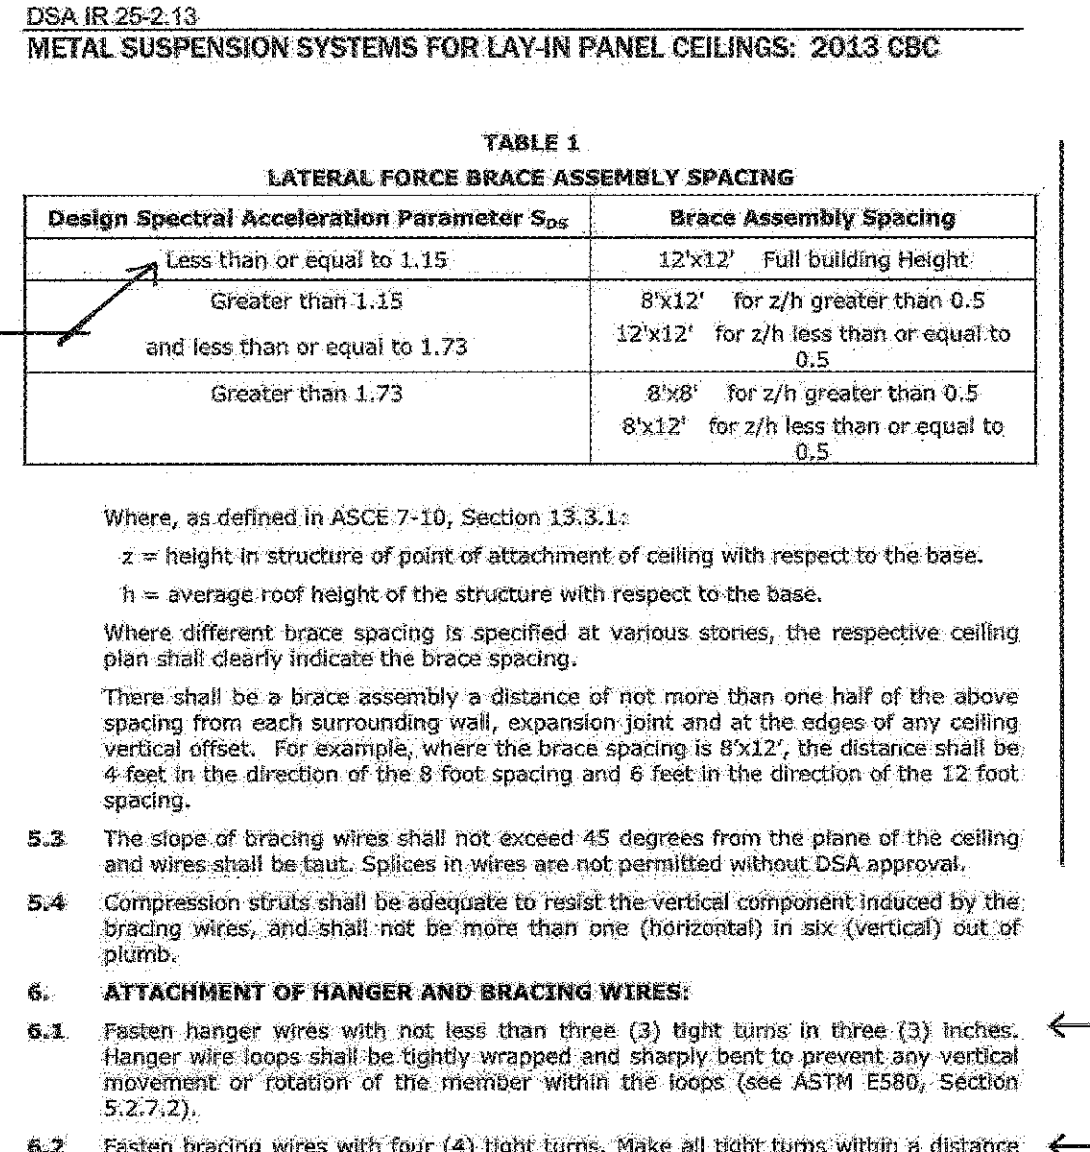 DSA IR 25-2.13
METAL SUSPENSION SYSTEMS FOR LAY-IN PANEL CEILINGS: 2013 CBC
TABLE 1
LATERAL FORCE BRACE ASSEMBLY SPACING
Design Spectral Acceleration Parameter SDS Brace Assembly Spacing
Less than or equal to 1.15 12'x12' Full building Height
Greater than 1.15 8'x12' for z/h greater than 0.5
and less than or equal to 1.73 12'x12' for z/h less than or equal to
0.5
Greater than 1.73 8'x8' for z/h greater than 0.5
8'x12' for z/h less than or equal to
0.5
Where, as defined in ASCE 7-10, Section 13.3.1:
z = height in structure of point of attachment of ceiling with respect to the base.
h = average roof height of the structure with respect to the base.
Where different brace spacing is specified at various stories, the respective ceiling
plan shall clearly indicate the brace spacing.
There shall be a brace assembly a distance of not more than one half of the above
spacing from each surrounding wall, expansion joint and at the edges of any ceiling
vertical offset. For example, where the brace spacing is 8'x12', the distance shall be
4 feet in the direction of the 8 foot spacing and 6 feet in the direction of the 12 foot
spacing.
5.3 The slope of bracing wires shall not exceed 45 degrees from the plane of the ceiling
and wires shall be taut. Splices in wires are not permitted without DSA approval.
5.4 Compression struts shall be adequate to resist the vertical component induced by the
bracing wires, and shall not be more than one (horizontal) in six (vertical) out of
plumb.
6. ATTACHMENT OF HANGER AND BRACING WIRES:
6.1 Fasten hanger wires with not less than three (3) tight turns in three (3) inches.
Hanger wire loops shall be tightly wrapped and sharply bent to prevent any vertical
movement or rotation of the member within the loops (see ASTM E580, Section
5.2.7.2).
6.2 Fasten bracing wires with four (4) tight turns. Make all tight turns within a distance